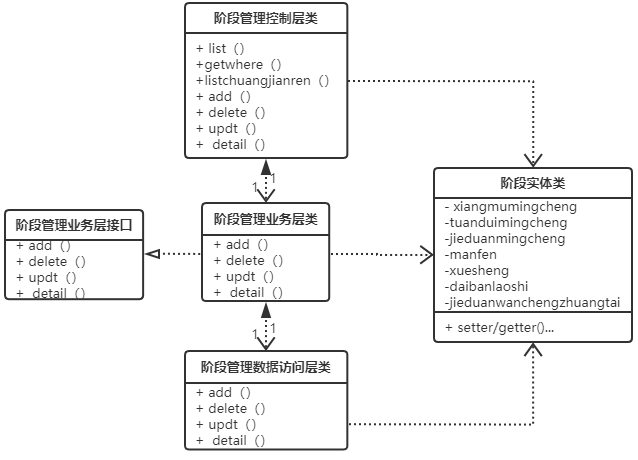 阶段管理控制层类
+ list（）
+getwhere（）
+listchuangjianren（）
+ add（）
+ delete（）
+ updt（）
+ detail（）
1
1
阶段管理业务层接口
+ add（）
+ delete（）
+ updt（）
+ detail（）
阶段管理业务层类
+ add（）
+ delete（）
+ updt（）
+ detail（）
阶段实体类
- xiangmumingcheng
-tuanduimingcheng
-jieduanmingcheng
-manfen
-xuesheng
-daibanlaoshi
-jieduanwanchengzhuangtai
+ setter/getter()...
1
1
阶段管理数据访问层类
+ add（）
+ delete（）
+ updt（）
+ detail（）